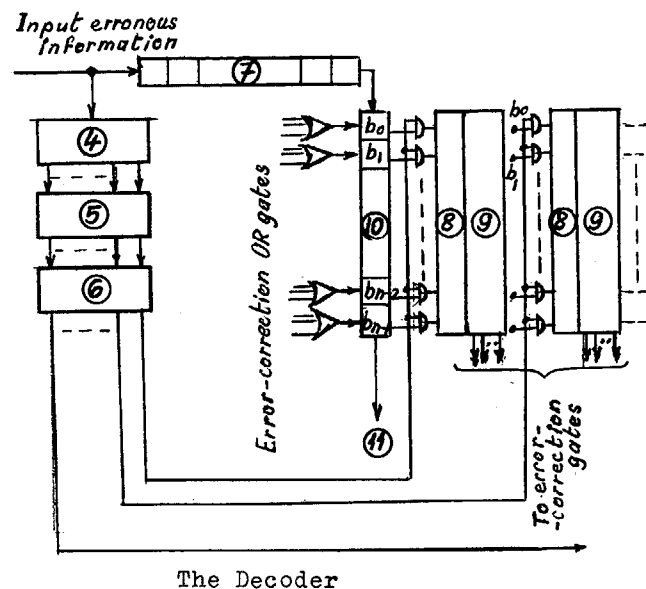 Input erronous
information
7
4
5
6
Error-correction OR gates
b0
b1
10
bn-2
bn-1
11
8
9
b0
b1
8
9
To error-
-correction
gates
The Decoder